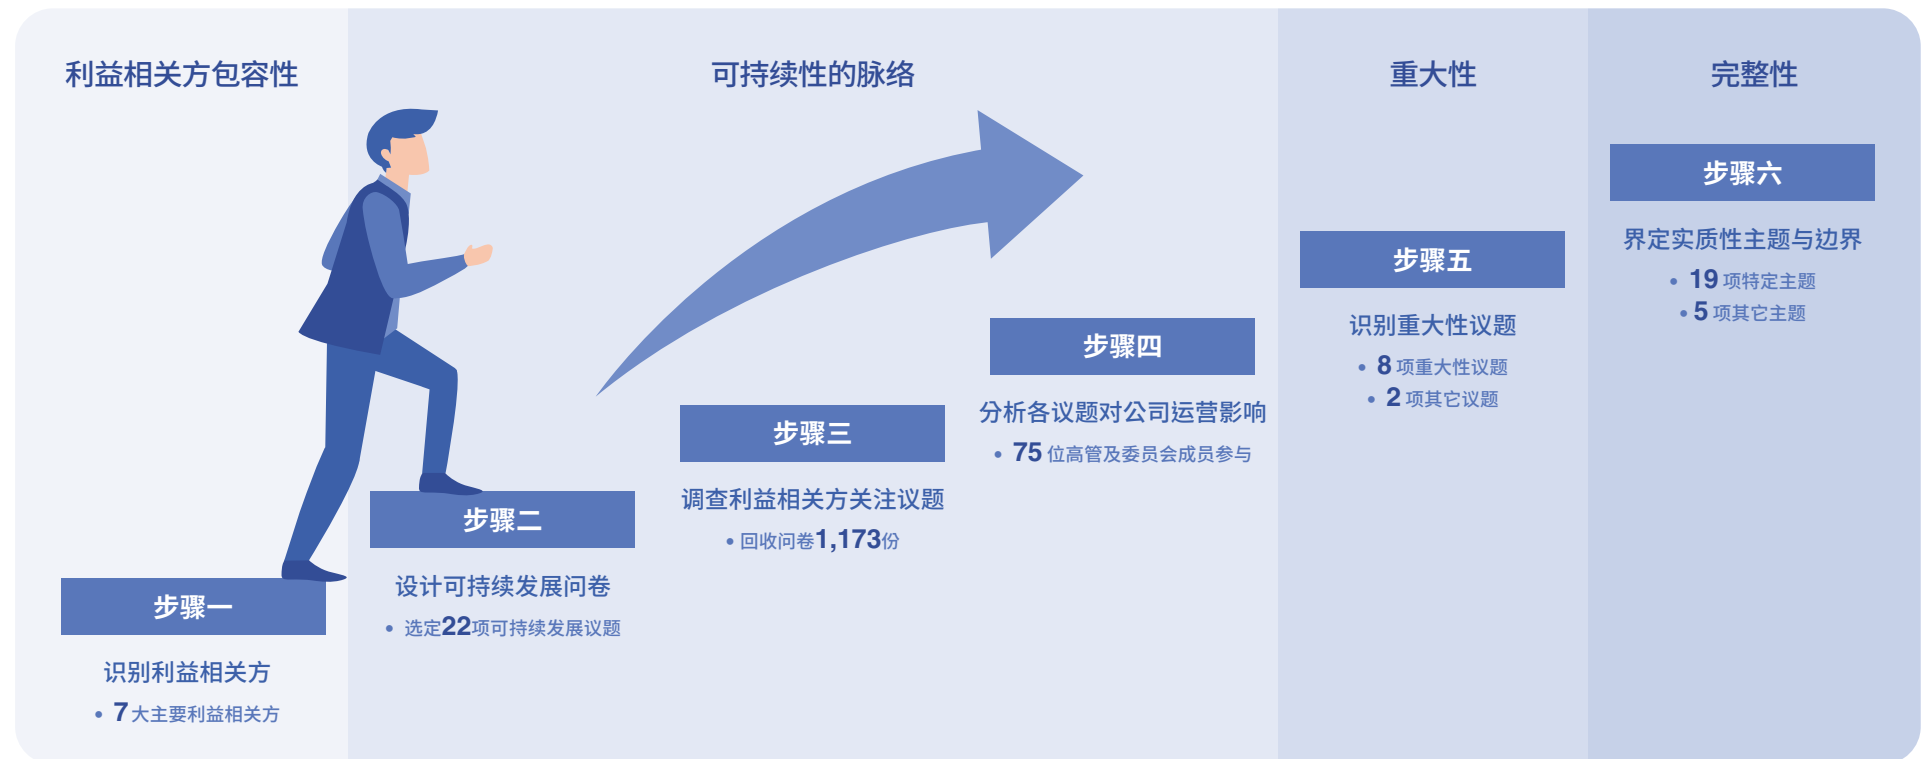 利益相关方包容性
步骤一
识别利益相关方
• 7 大主要利益相关方
可持续性的脉络
步骤二
设计可持续发展问卷
• 选定22项可持续发展议题
步骤三
调查利益相关方关注议题
• 回收问卷1,173份
步骤四
分析各议题对公司运营影响
• 75 位高管及委员会成员参与
重大性
步骤五
识别重大性议题
• 8 项重大性议题
• 2 项其它议题
完整性
步骤六
界定实质性主题与边界
• 19 项特定主题
• 5 项其它主题